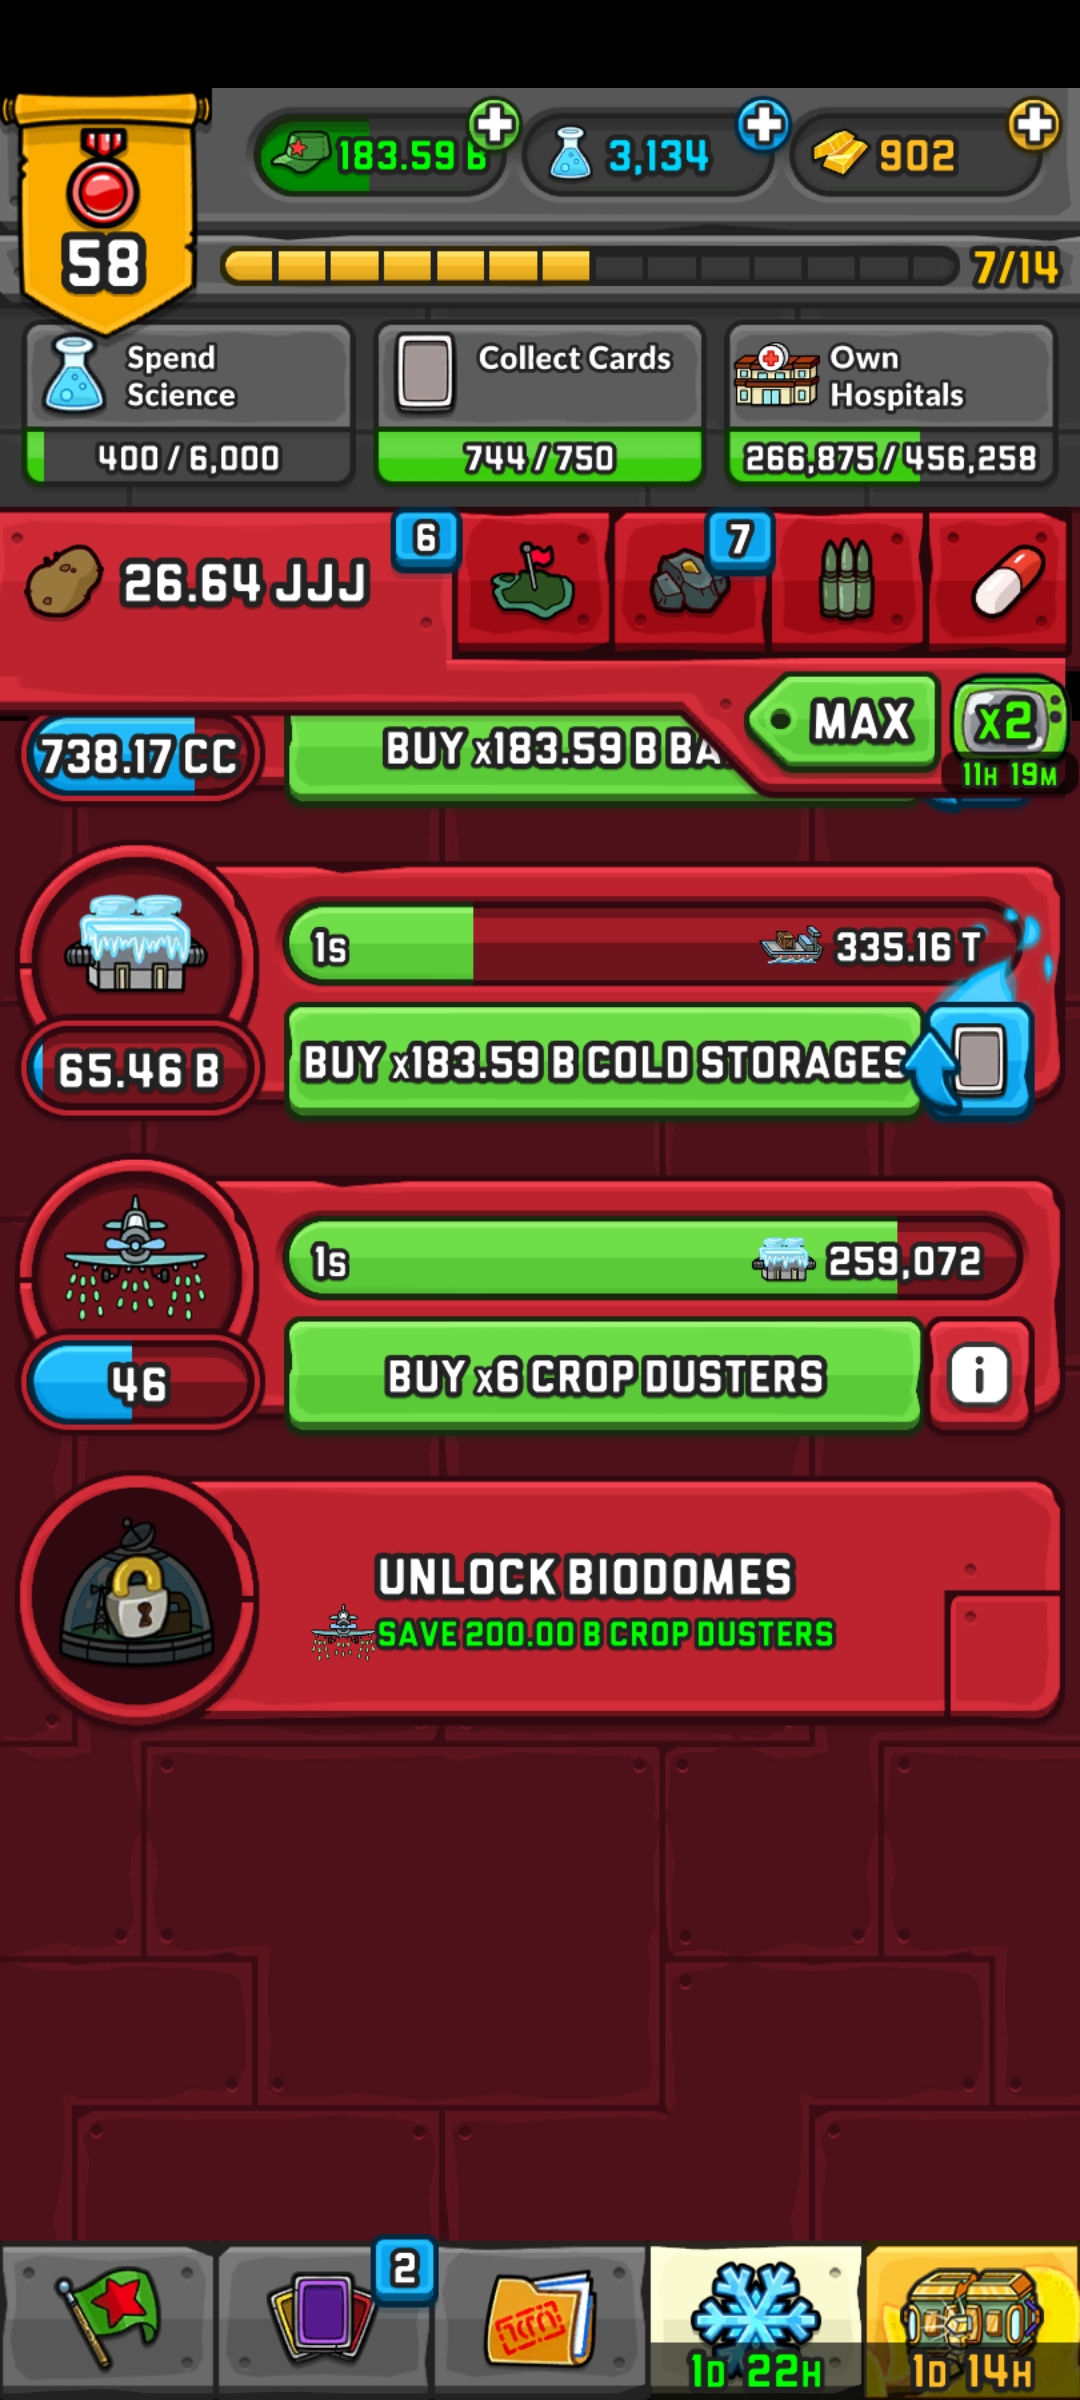 183.59 B
3,134
902
58
7/14
Spend
Science
Collect Cards
Own
Hospitals
400 / 6,000
744 / 750
266,875 / 456,258
26.64 JJJ
6
7
MAX
x2
11H 19M
738.17 CC
BUY x183.59 B BA
1s
335.16 T
65.46 B
BUY x183.59 B COLD STORAGES
1s
259,072
46
BUY x6 CROP DUSTERS
i
UNLOCK BIODOMES
SAVE 200.00 B CROP DUSTERS
2
1D 22H
1D 14H